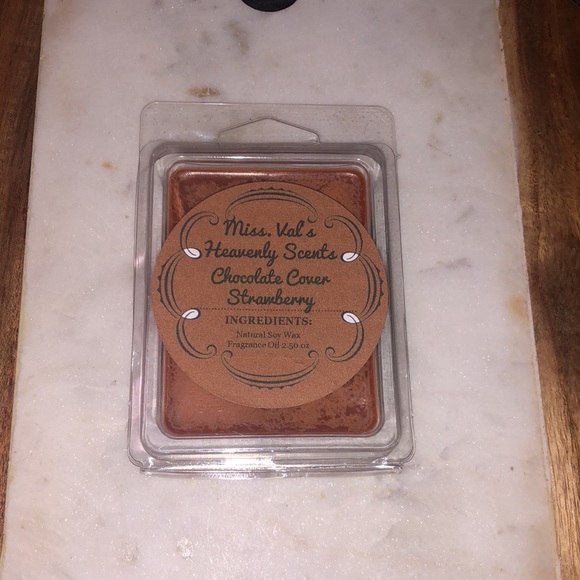 Miss. Val's
Heavenly Scents
Chocolate Cover
Strawberry
INGREDIENTS:
Natural Soy Wax
Fragrance Oil 2.50 oz